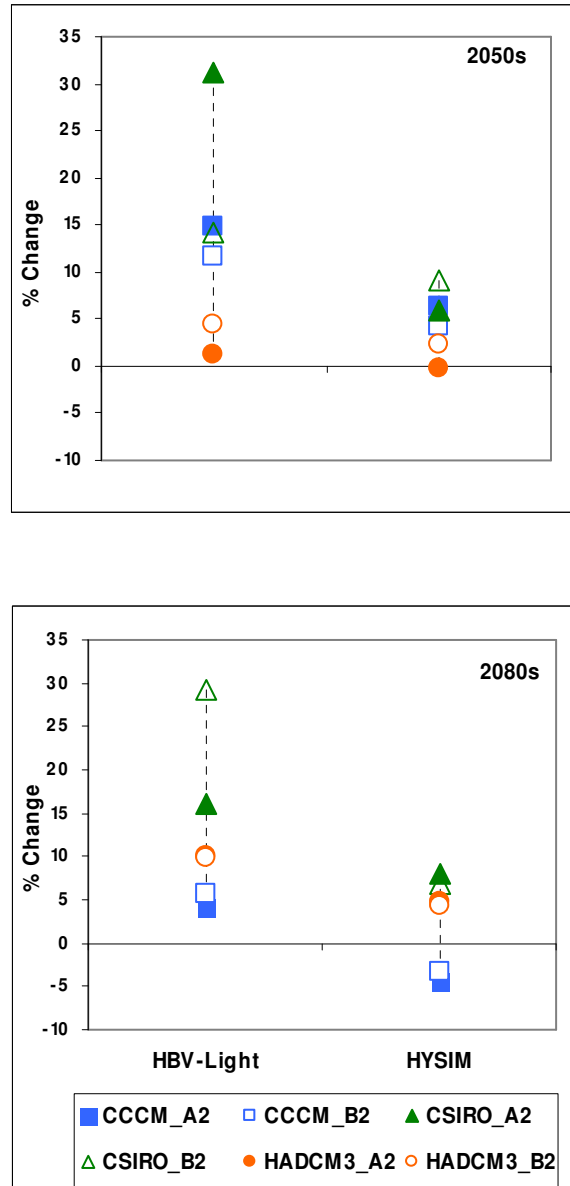 35
2050s
30
25
20
15
10
5
0
-5
-10
% Change
35
2080s
30
25
20
15
10
5
0
-5
-10
% Change
HBV-Light HYSIM
CCCM_A2 CCCM_B2 CSIRO_A2
CSIRO_B2 HADCM3_A2 HADCM3_B2